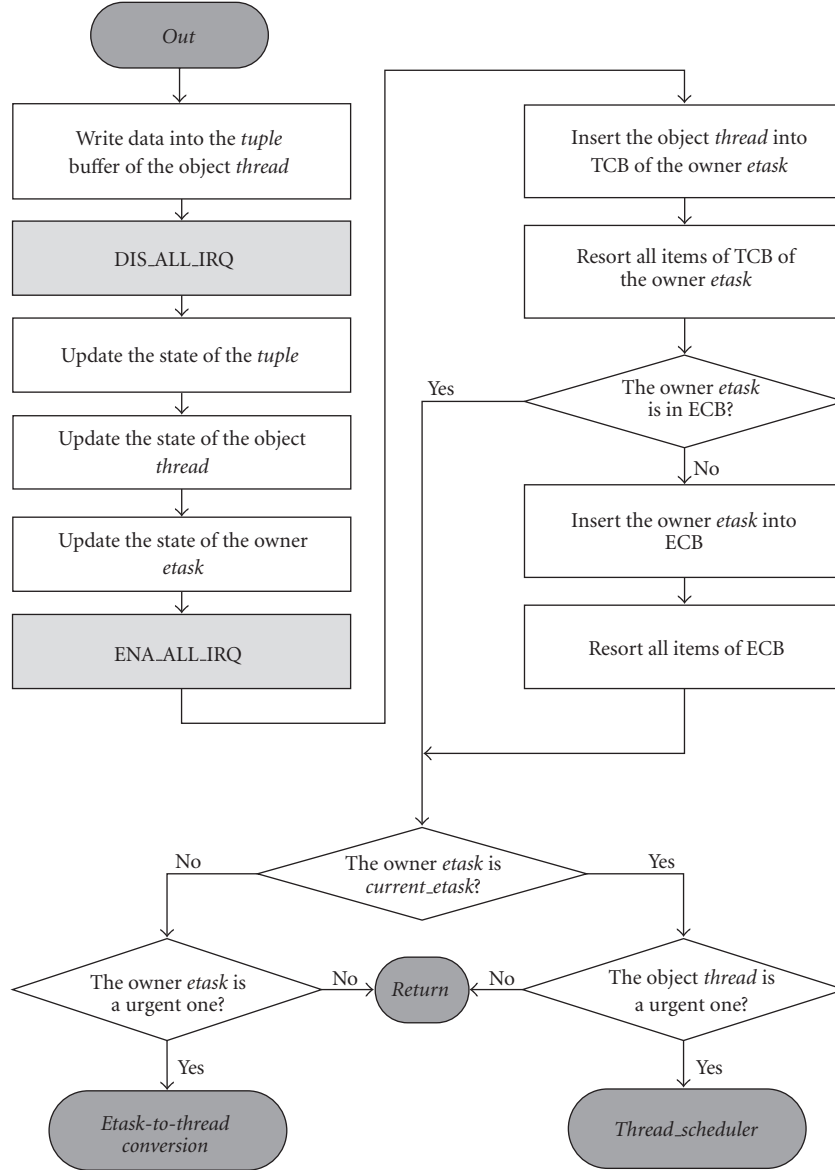 Out
Write data into the tuple
buffer of the object thread
DIS_ALL_IRQ
Update the state of the tuple
Update the state of the object
thread
Update the state of the owner
etask
ENA_ALL_IRQ
Insert the object thread into
TCB of the owner etask
Resort all items of TCB of
the owner etask
Yes
The owner etask
is in ECB?
No
Insert the owner etask into
ECB
Resort all items of ECB
No
The owner etask is
current_etask?
Yes
The owner etask is
a urgent one?
No
Return
No
The object thread is
a urgent one?
Yes
Yes
Etask-to-thread
conversion
Thread_scheduler